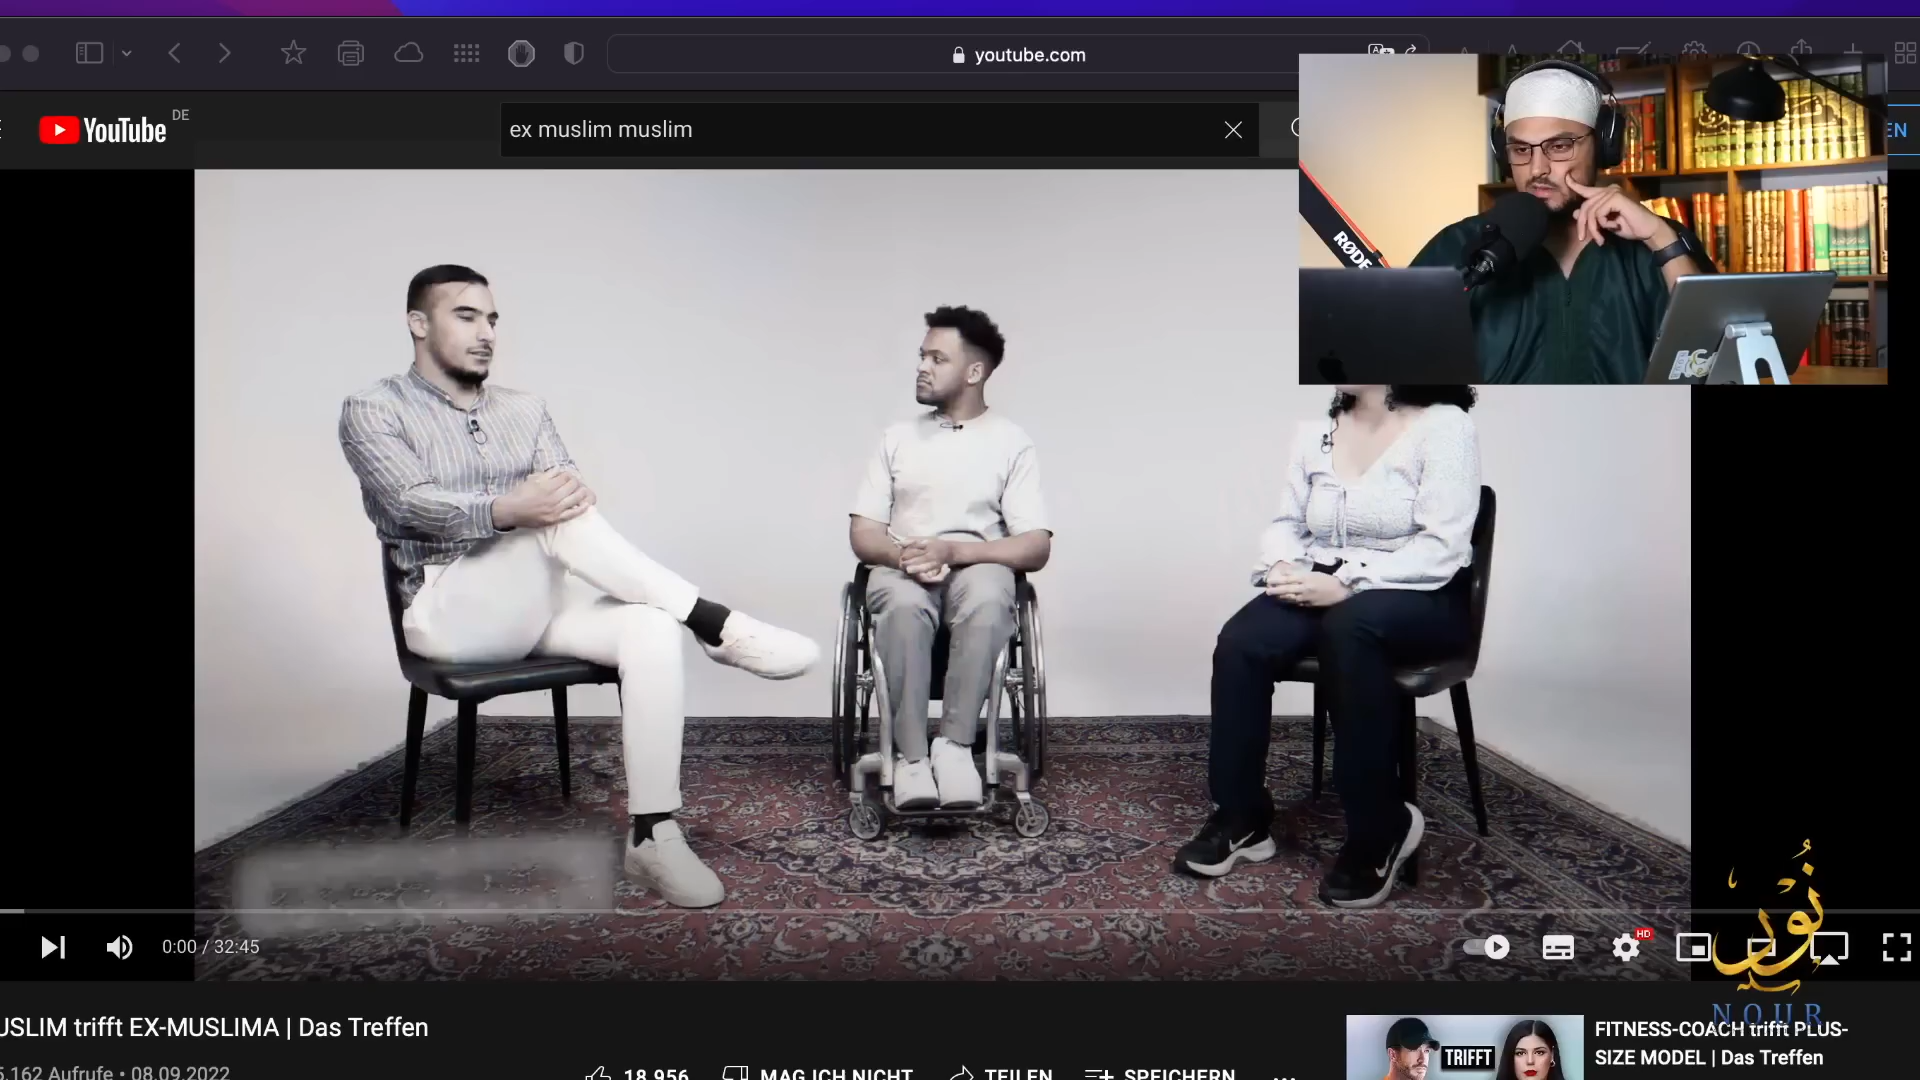 youtube.com
YouTube DE
ex muslim muslim
EN
RØDE
0:00 / 32:45
HD
نور
NOUR
USLIM trifft EX-MUSLIMA | Das Treffen
5.162 Aufrufe • 08.09.2022
18.956
MAG ICH NICHT
TEILEN
SPEICHERN
TRIFFT
FITNESS-COACH trifft PLUS-
SIZE MODEL | Das Treffen